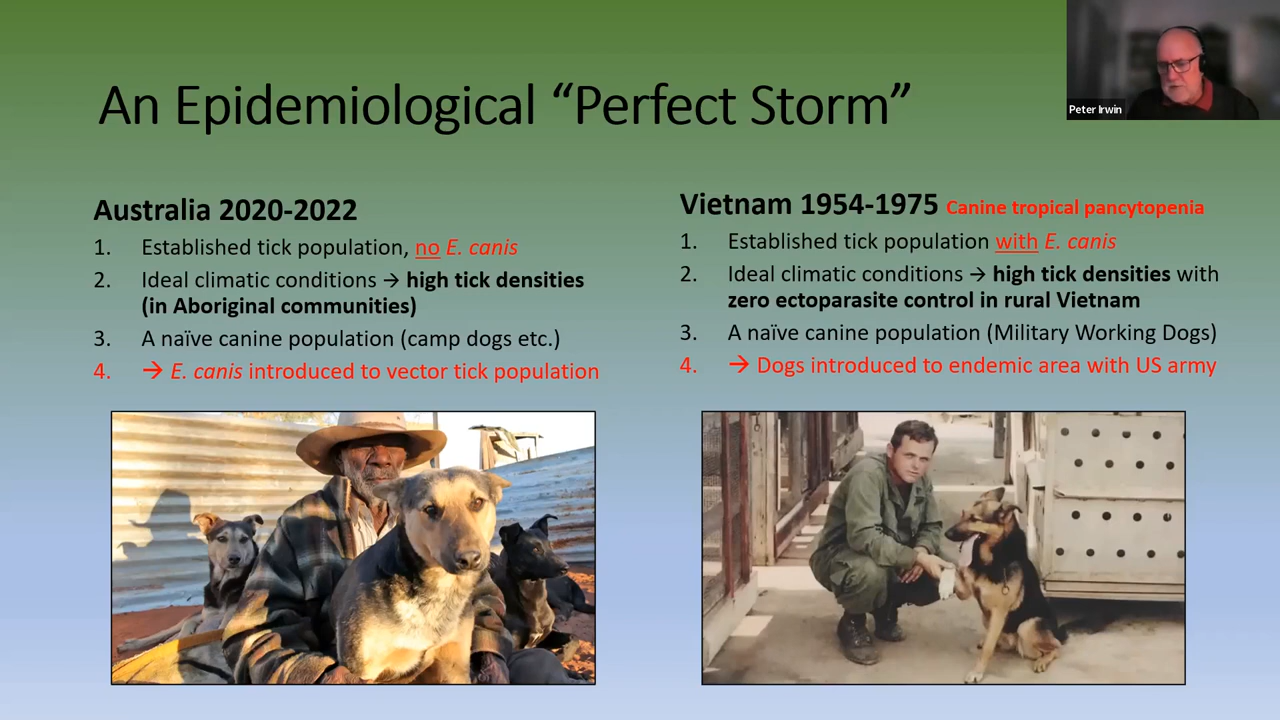 An Epidemiological “Perfect Storm”
Peter Irwin
Australia 2020-2022
1. Established tick population, no E. canis
2. Ideal climatic conditions → high tick densities
(in Aboriginal communities)
3. A naïve canine population (camp dogs etc.)
4. → E. canis introduced to vector tick population
Vietnam 1954-1975 Canine tropical pancytopenia
1. Established tick population with E. canis
2. Ideal climatic conditions → high tick densities with
zero ectoparasite control in rural Vietnam
3. A naïve canine population (Military Working Dogs)
4. → Dogs introduced to endemic area with US army